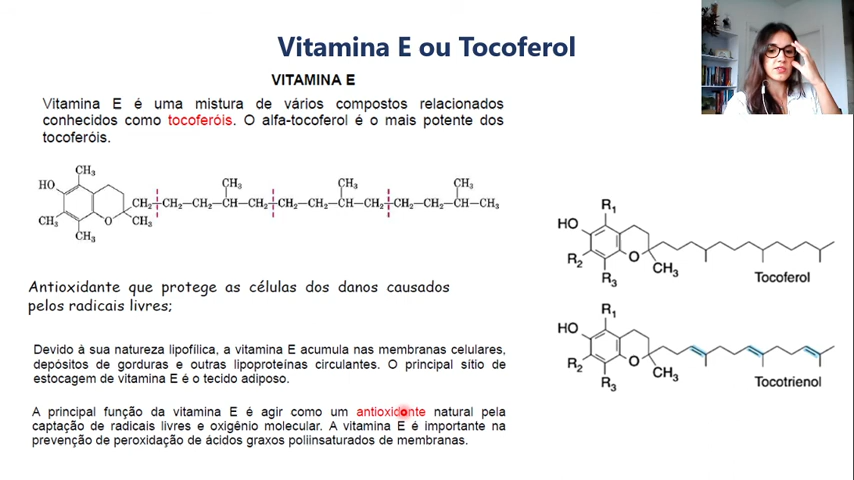 Vitamina E ou Tocoferol
VITAMINA E
Vitamina E é uma mistura de vários compostos relacionados
conhecidos como tocoferóis. O alfa-tocoferol é o mais potente dos
tocoferóis.
CH₃
HO
CH₃
CH₃
O
CH₃
CH₂ CH₂—CH₂—CH—CH₂ CH₂—CH₂—CH—CH₂ CH₂—CH₂—CH—CH₃
CH₃ CH₃ CH₃
Antioxidante que protege as células dos danos causados
pelos radicais livres;
Devido à sua natureza lipofílica, a vitamina E acumula nas membranas celulares,
depósitos de gorduras e outras lipoproteínas circulantes. O principal sítio de
estocagem de vitamina E é o tecido adiposo.
A principal função da vitamina E é agir como um antioxidante natural pela
captação de radicais livres e oxigênio molecular. A vitamina E é importante na
prevenção de peroxidação de ácidos graxos poliinsaturados de membranas.
R₁
HO
R₂
O
CH₃
R₃
Tocoferol
R₁
HO
R₂
O
CH₃
R₃
Tocotrienol